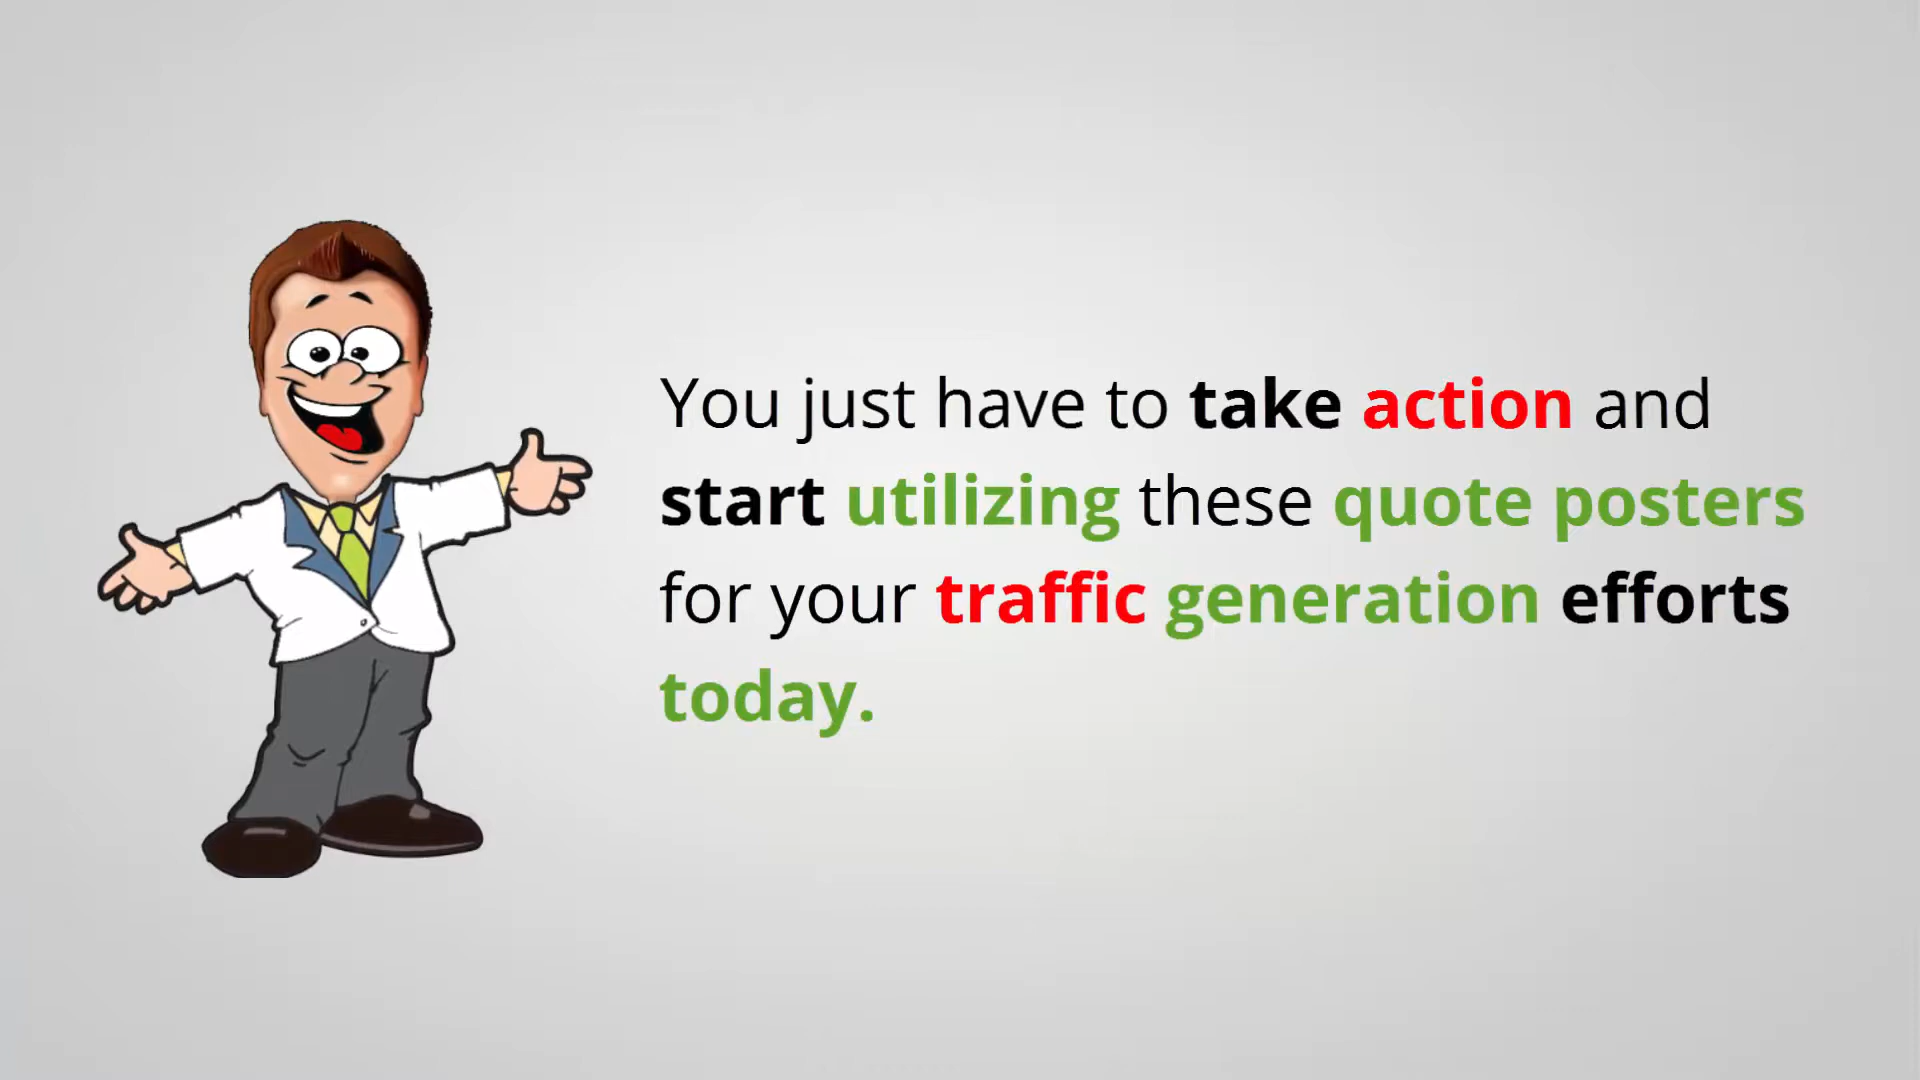 You just have to take action and
start utilizing these quote posters
for your traffic generation efforts
today.